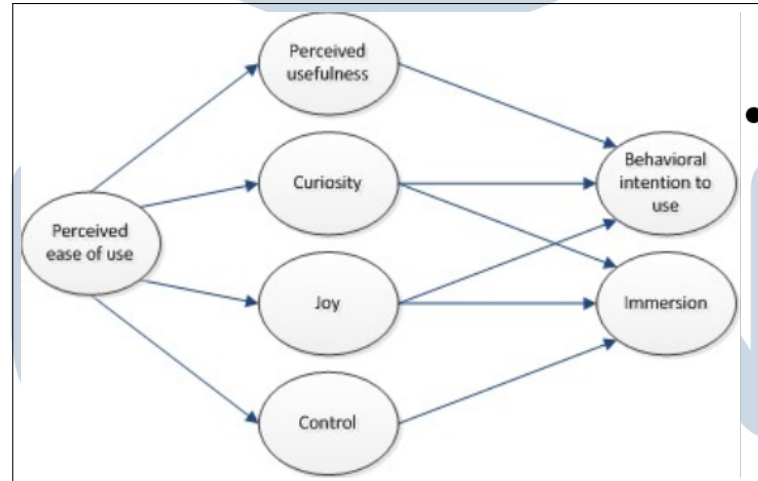 Perceived
usefulness
Curiosity
Behavioral
intention to
use
Perceived
ease of use
Joy
Immersion
Control